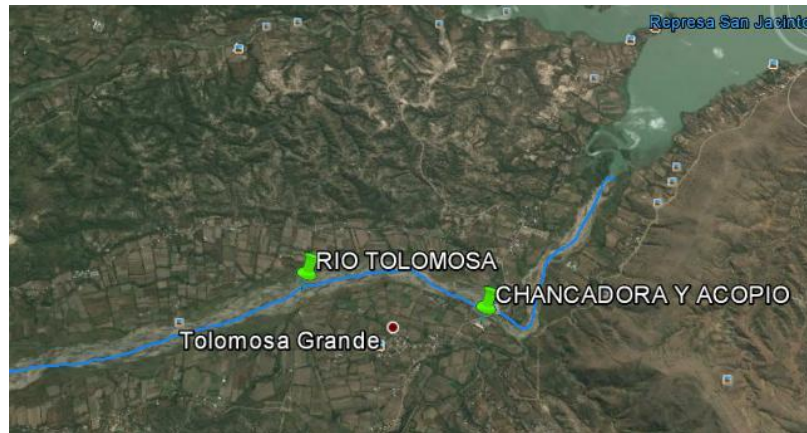 Represa San Jacinto
RIO TOLOMOSA
CHANCADORA Y ACOPIO
Tolomosa Grande